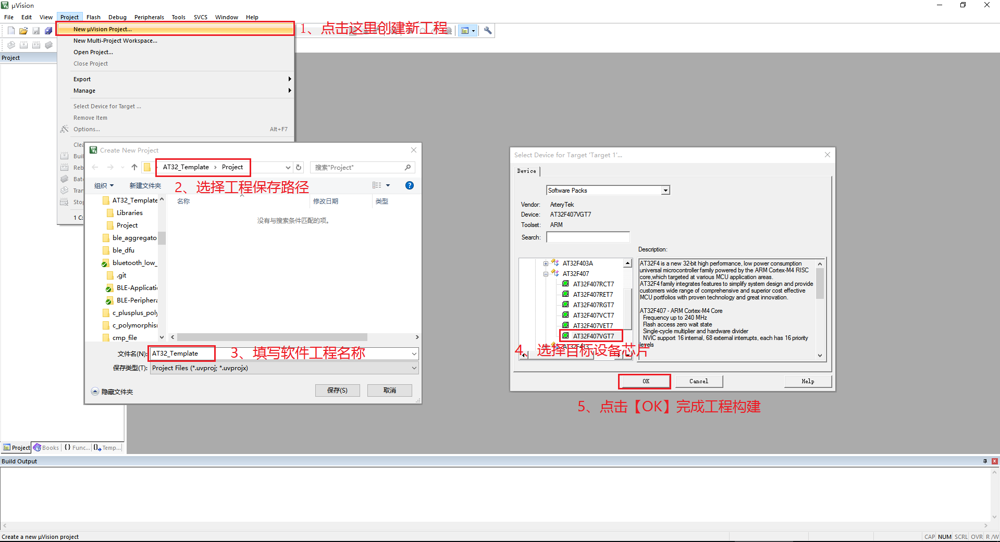 µVision
File Edit View Project Flash Debug Peripherals Tools SVCS Window Help
New µVision Project...
1、点击这里创建新工程
New Multi-Project Workspace...
Open Project...
Close Project
Project
Export
Manage
Select Device for Target ...
Remove Item
Options... Alt+F7
Clea
Buil
Reb
Batc
Tran
Stop
1 C:
Create New Project
AT32_Template › Project
搜索"Project"
组织 新建文件夹
2、选择工程保存路径
名称 修改日期 类型
没有与搜索条件匹配的项。
AT32_Template
Libraries
Project
ble_aggregato
ble_dfu
bluetooth_low_
.git
BLE-Applicatio
BLE-Periphera
c_plusplus_poly
c_polymorphisr
cmp_file
文件名(N): AT32_Template
3、填写软件工程名称
保存类型(T): Project Files (*.uvproj; *.uvprojx)
隐藏文件夹
保存(S) 取消
Select Device for Target 'Target 1'...
Device
Software Packs
Vendor: ArteryTek
Device: AT32F407VGT7
Toolset: ARM
Search:
Description:
AT32F403A
AT32F407
AT32F407RCT7
AT32F407RET7
AT32F407RGT7
AT32F407VCT7
AT32F407VET7
AT32F407VGT7
AT32F413
4、选择目标设备芯片
AT32F4 is a new 32-bit high performance, low power consumption
universal microcontroller family powered by the ARM Cortex-M4 RISC
core,which targeted at various MCU application areas.
AT32F4 family integrates features to simplify system design and provide
customers wide range of comprehensive and superior cost effective
MCU portfolios with proven technology and great innovation.
AT32F407 - ARM Cortex-M4 Core
Frequency up to 240 MHz
Flash access zero wait state
Single-cycle multiplier and hardware divider
NVIC support 16 internal, 68 external interrupts, each has 16 priority
levels
OK Cancel Help
5、点击【OK】完成工程构建
Project Books {} Func... Temp...
Build Output
Create a new µVision project
CAP NUM SCRL OVR R/W